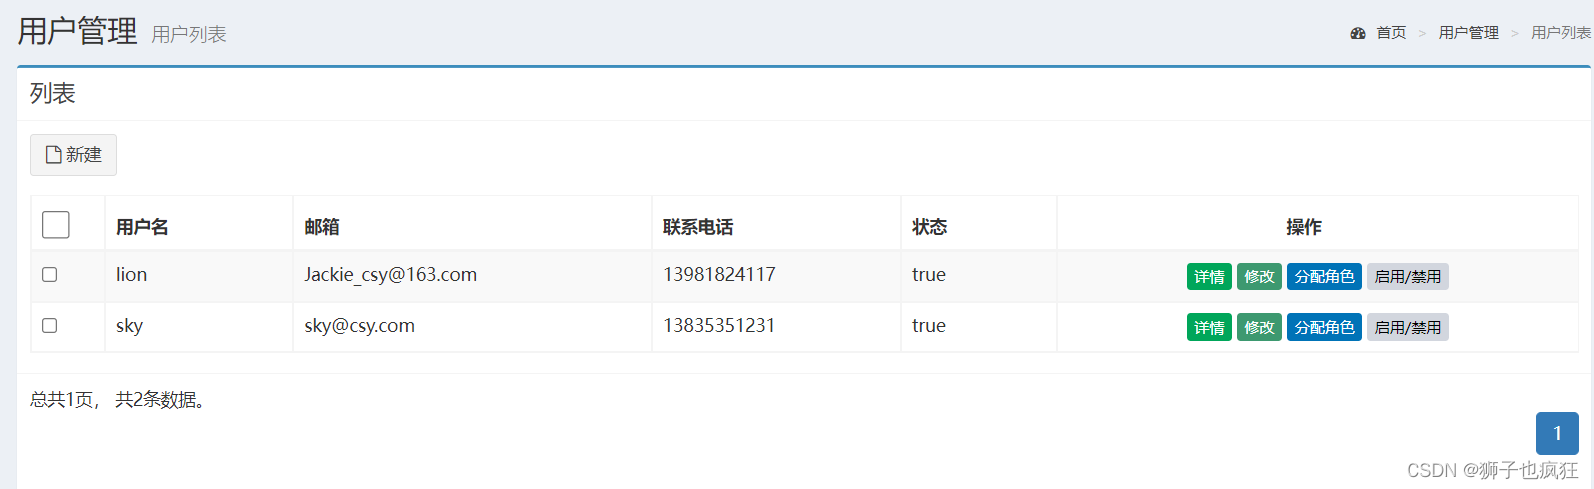 用户管理 用户列表
首页 > 用户管理 > 用户列表
列表
新建
用户名 邮箱 联系电话 状态 操作
lion Jackie_csy@163.com 13981824117 true 详情 修改 分配角色 启用/禁用
sky sky@csy.com 13835351231 true 详情 修改 分配角色 启用/禁用
总共1页， 共2条数据。
1
CSDN @狮子也疯狂